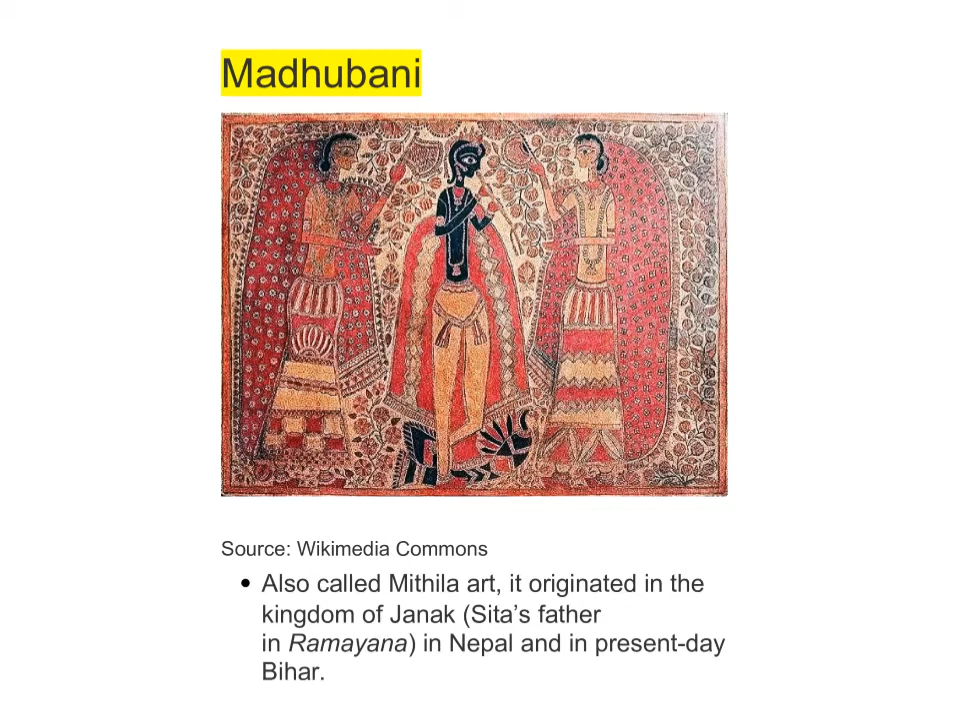 Madhubani
Source: Wikimedia Commons
Also called Mithila art, it originated in the
kingdom of Janak (Sita’s father
in Ramayana) in Nepal and in present-day
Bihar.